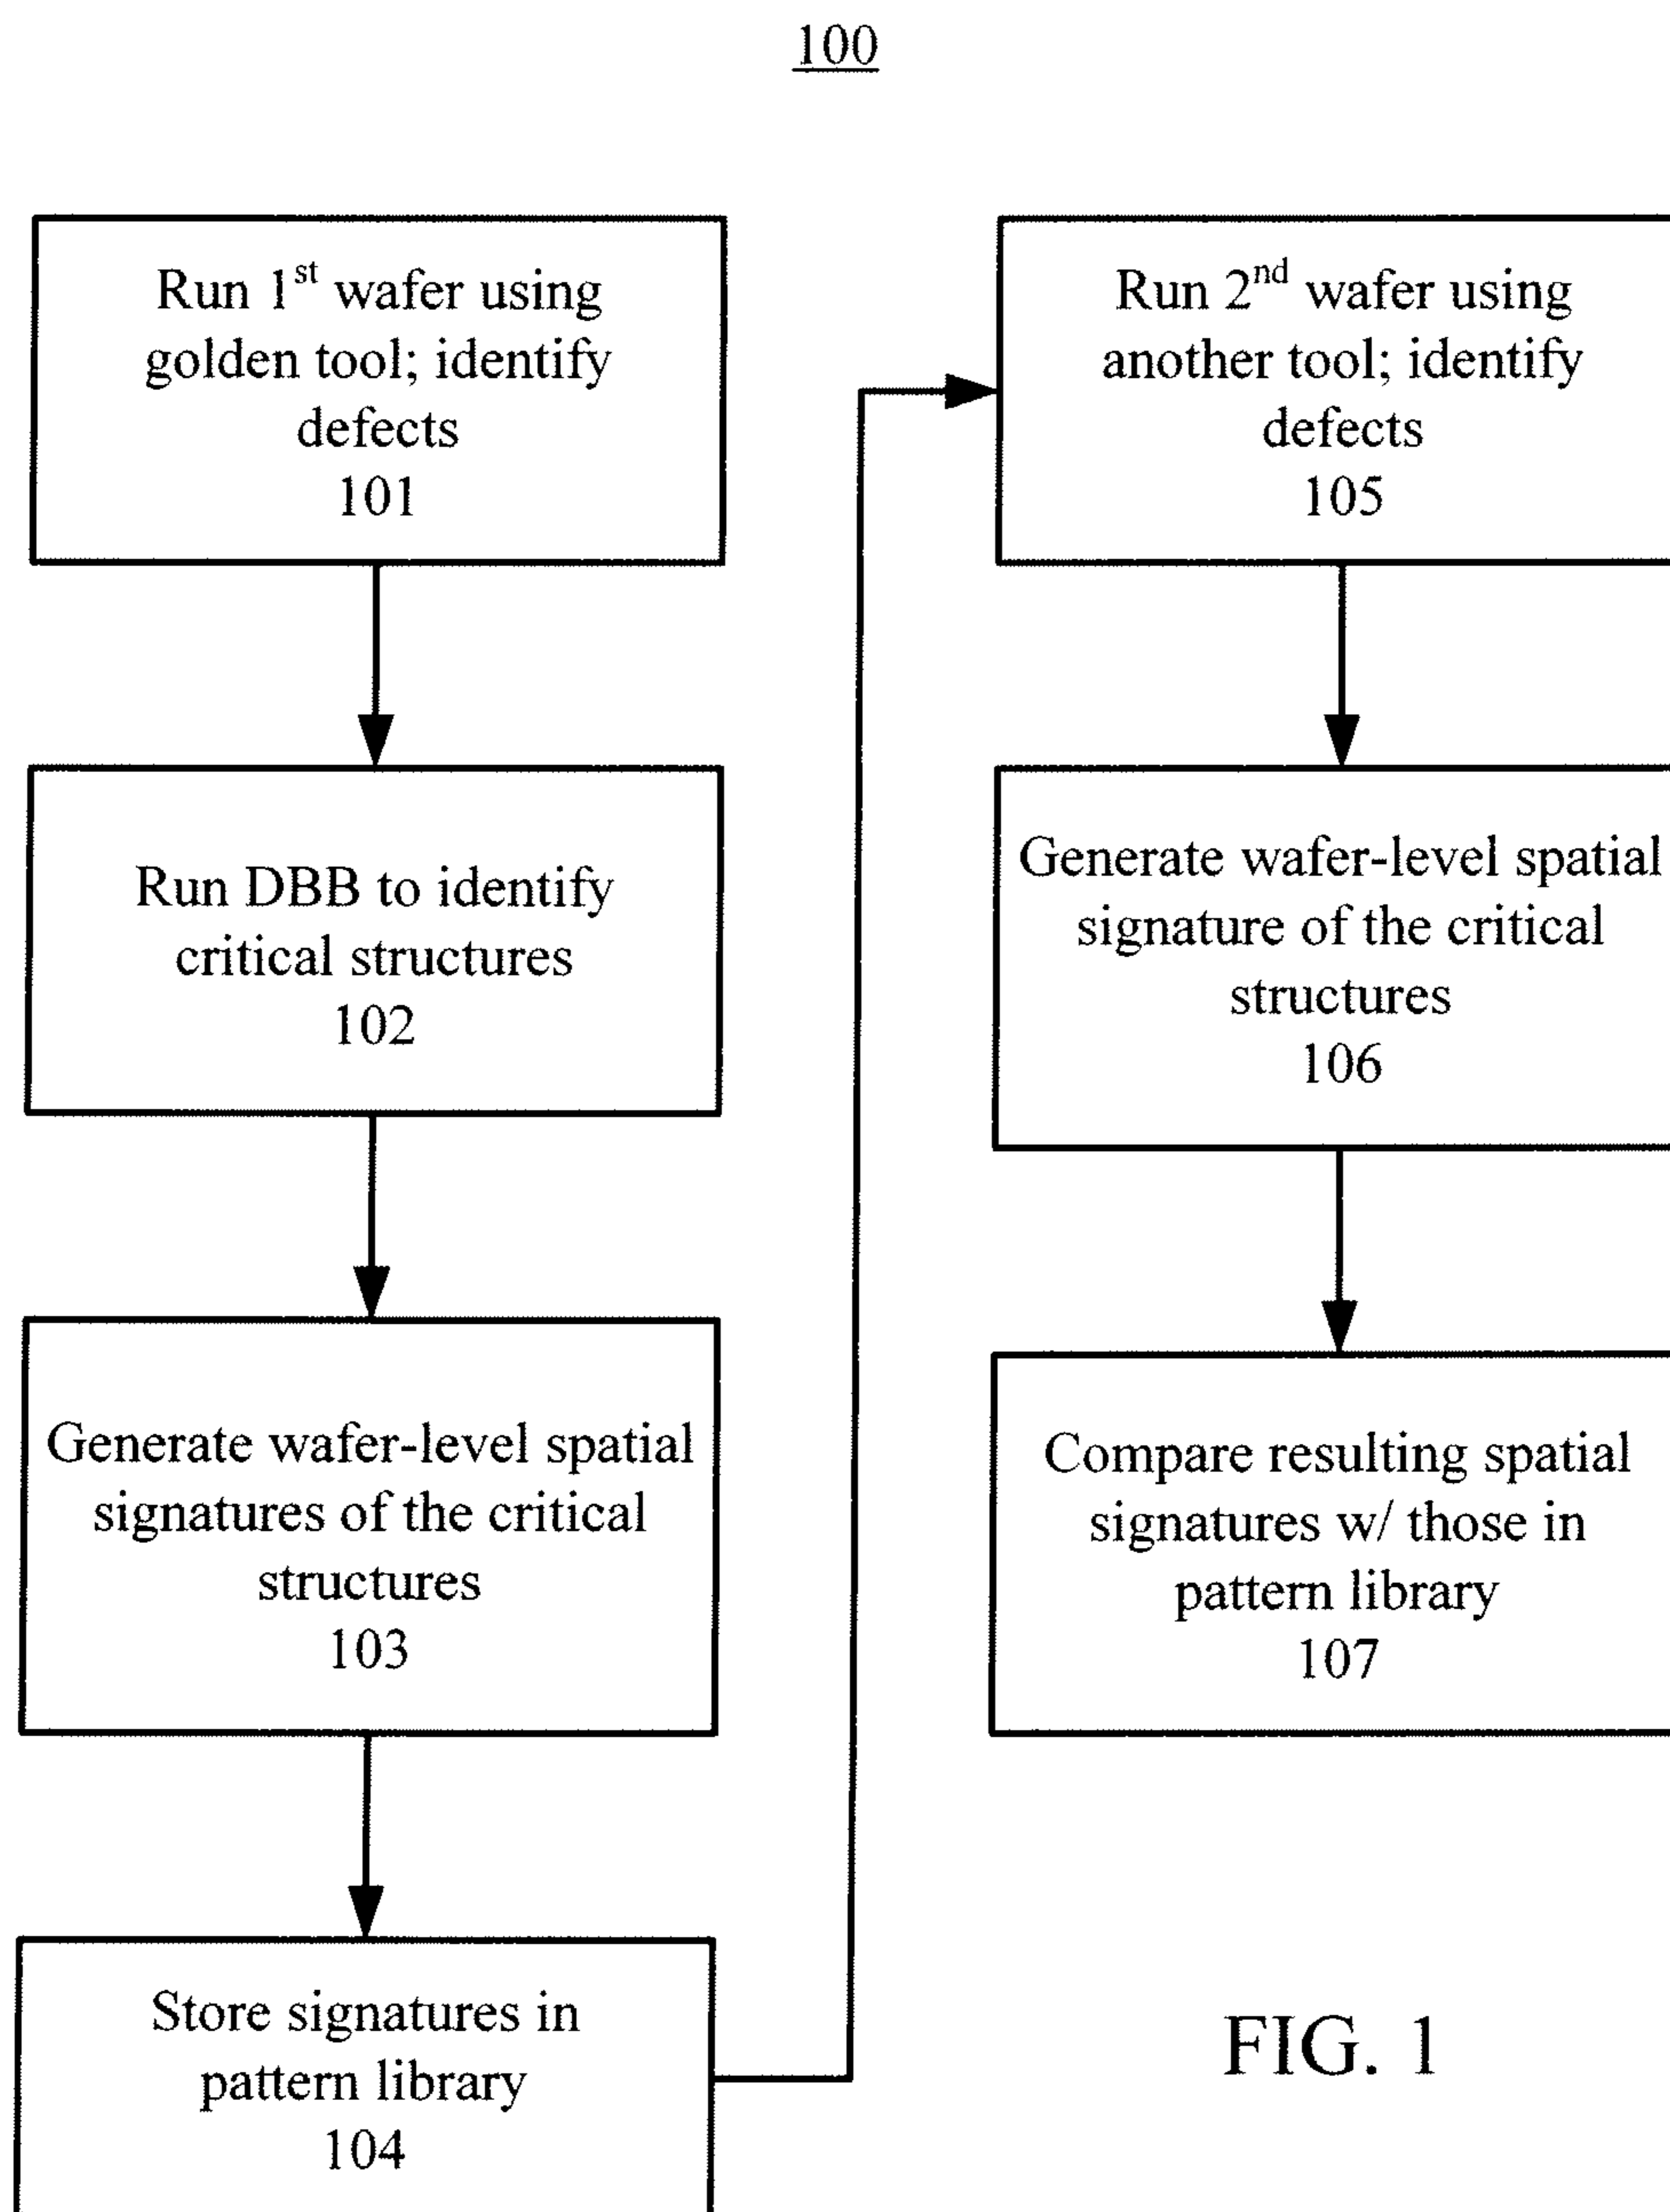 100
Run 1st wafer using
golden tool; identify
defects
101
Run DBB to identify
critical structures
102
Generate wafer-level spatial
signatures of the critical
structures
103
Store signatures in
pattern library
104
Run 2nd wafer using
another tool; identify
defects
105
Generate wafer-level spatial
signature of the critical
structures
106
Compare resulting spatial
signatures w/ those in
pattern library
107
FIG. 1